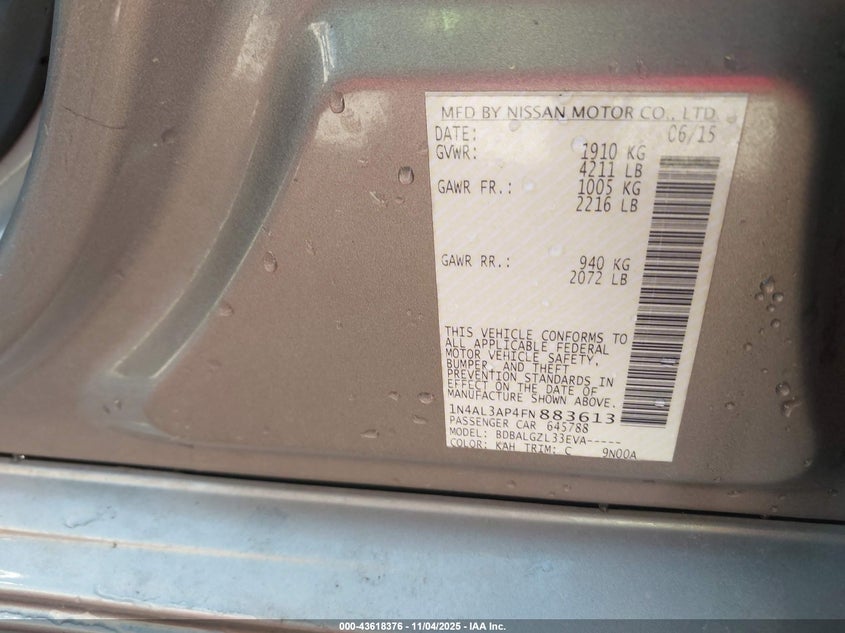 MFD BY NISSAN MOTOR CO., LTD
DATE: 06/15
GVWR: 1910 KG
4211 LB
GAWR FR.: 1005 KG
2216 LB
GAWR RR.: 940 KG
2072 LB
THIS VEHICLE CONFORMS TO
ALL APPLICABLE FEDERAL
MOTOR VEHICLE SAFETY,
BUMPER, AND THEFT
PREVENTION STANDARDS IN
EFFECT ON THE DATE OF
MANUFACTURE SHOWN ABOVE.
1N4AL3AP4FN883613
PASSENGER CAR 645788
MODEL: BDBALGZL33EVA-----
COLOR: KAH TRIM: C 9N00A
000-43618376 - 11/04/2025 - IAA Inc.